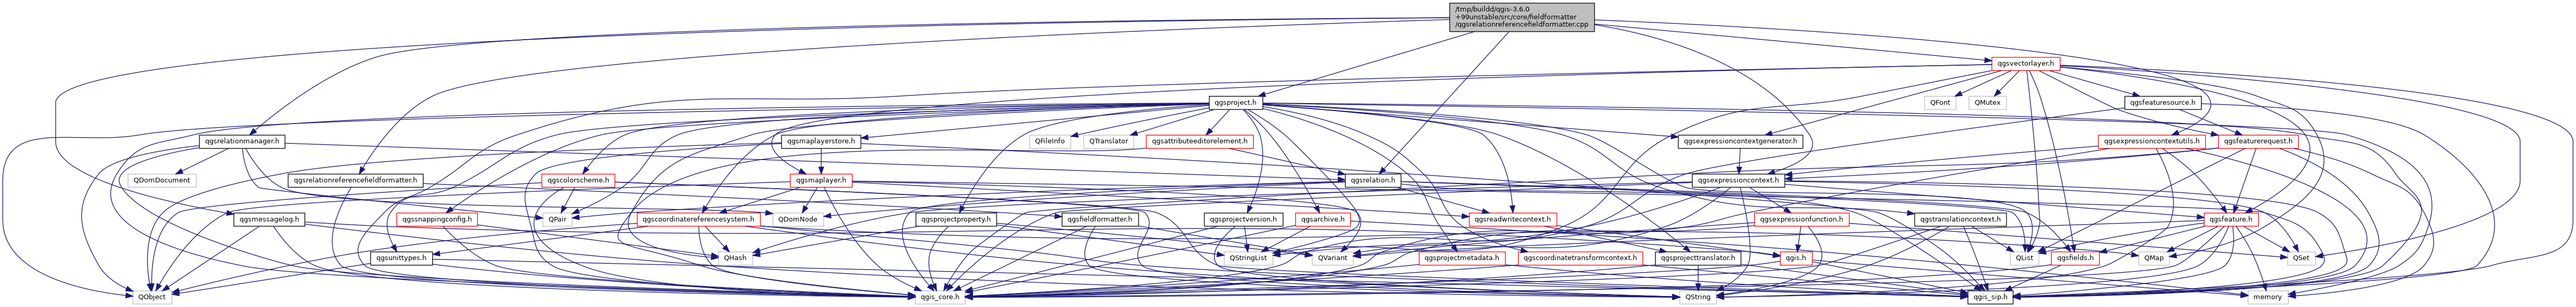 /tmp/buildd/qgis-3.6.0
+99unstable/src/core/fieldformatter
/qgsrelationreferencefieldformatter.cpp
qgsvectorlayer.h
qgsproject.h
QFont
QMutex
qgsfeaturesource.h
qgsrelationmanager.h
qgsmaplayerstore.h
QFileInfo
QTranslator
qgsattributeeditorelement.h
qgsexpressioncontextgenerator.h
qgsexpressioncontextutils.h
qgsfeaturerequest.h
QDomDocument
qgsrelationreferencefieldformatter.h
qgscolorscheme.h
qgsmaplayer.h
qgsrelation.h
qgsexpressioncontext.h
qgsmessagelog.h
qgssnappingconfig.h
QPair
qgscoordinatereferencesystem.h
QDomNode
qgsprojectproperty.h
qgsfieldformatter.h
qgsprojectversion.h
qgsarchive.h
qgsreadwritecontext.h
qgsexpressionfunction.h
qgstranslationcontext.h
qgsfeature.h
qgsunittypes.h
QHash
QStringList
QVariant
qgsprojectmetadata.h
qgscoordinatetransformcontext.h
qgsprojecttranslator.h
qgis.h
QList
qgsfields.h
QMap
QSet
QObject
qgis_core.h
QString
qgis_sip.h
memory